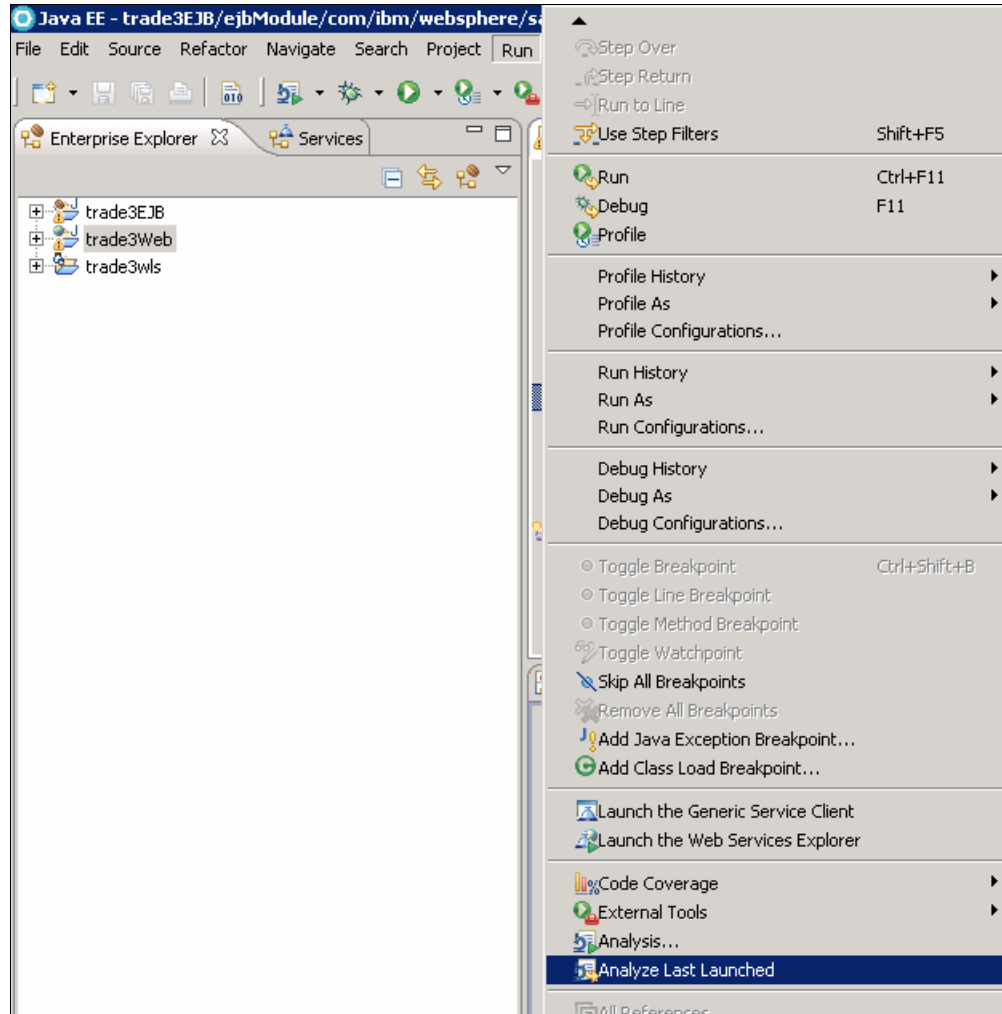 Java EE - trade3EJB/ejbModule/com/ibm/websphere/sa
File Edit Source Refactor Navigate Search Project Run
Enterprise Explorer Services
trade3EJB
trade3Web
trade3wls
Step Over
Step Return
Run to Line
Use Step Filters Shift+F5
Run Ctrl+F11
Debug F11
Profile
Profile History
Profile As
Profile Configurations...
Run History
Run As
Run Configurations...
Debug History
Debug As
Debug Configurations...
Toggle Breakpoint Ctrl+Shift+B
Toggle Line Breakpoint
Toggle Method Breakpoint
Toggle Watchpoint
Skip All Breakpoints
Remove All Breakpoints
Add Java Exception Breakpoint...
Add Class Load Breakpoint...
Launch the Generic Service Client
Launch the Web Services Explorer
Code Coverage
External Tools
Analysis...
Analyze Last Launched
All References